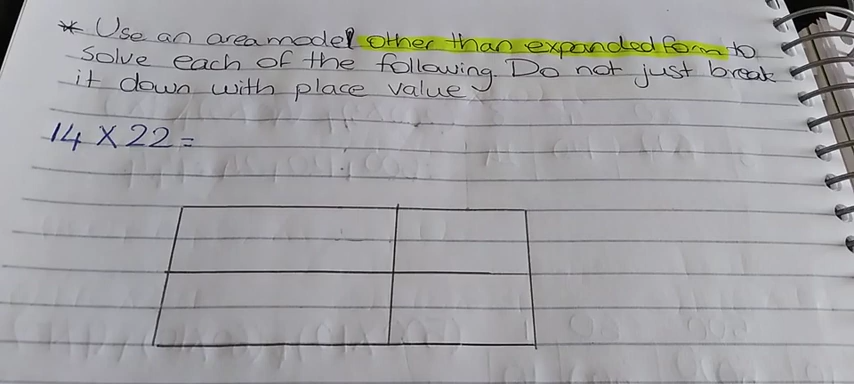 * Use an area model other than expanded form to
solve each of the following. Do not just break
it down with place value.
14 × 22 =